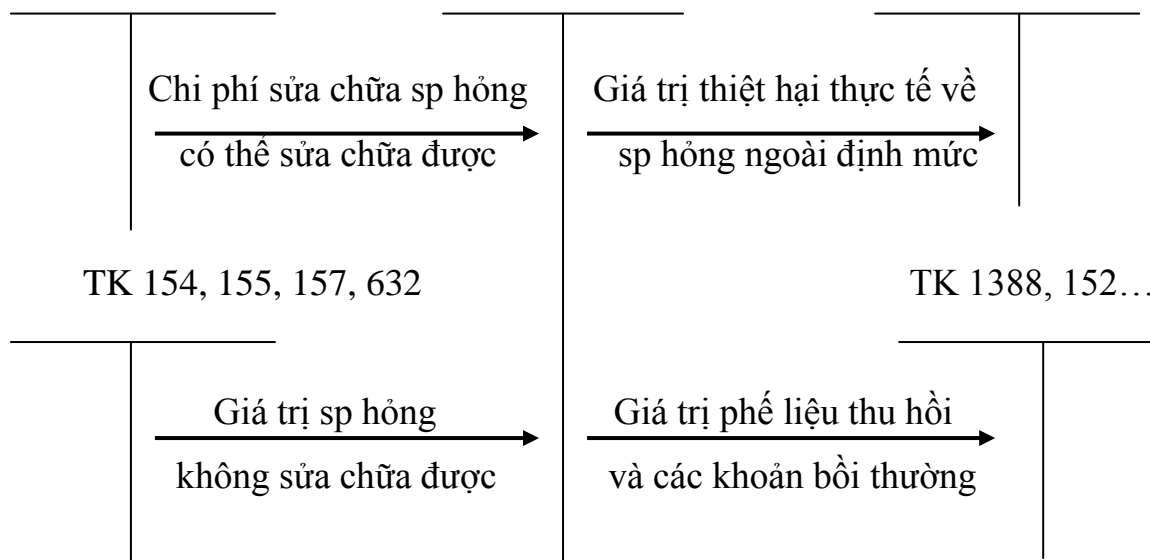 Chi phí sửa chữa sp hỏng
có thể sửa chữa được
Giá trị thiệt hại thực tế về
sp hỏng ngoài định mức
TK 154, 155, 157, 632
TK 1388, 152…
Giá trị sp hỏng
không sửa chữa được
Giá trị phế liệu thu hồi
và các khoản bồi thường